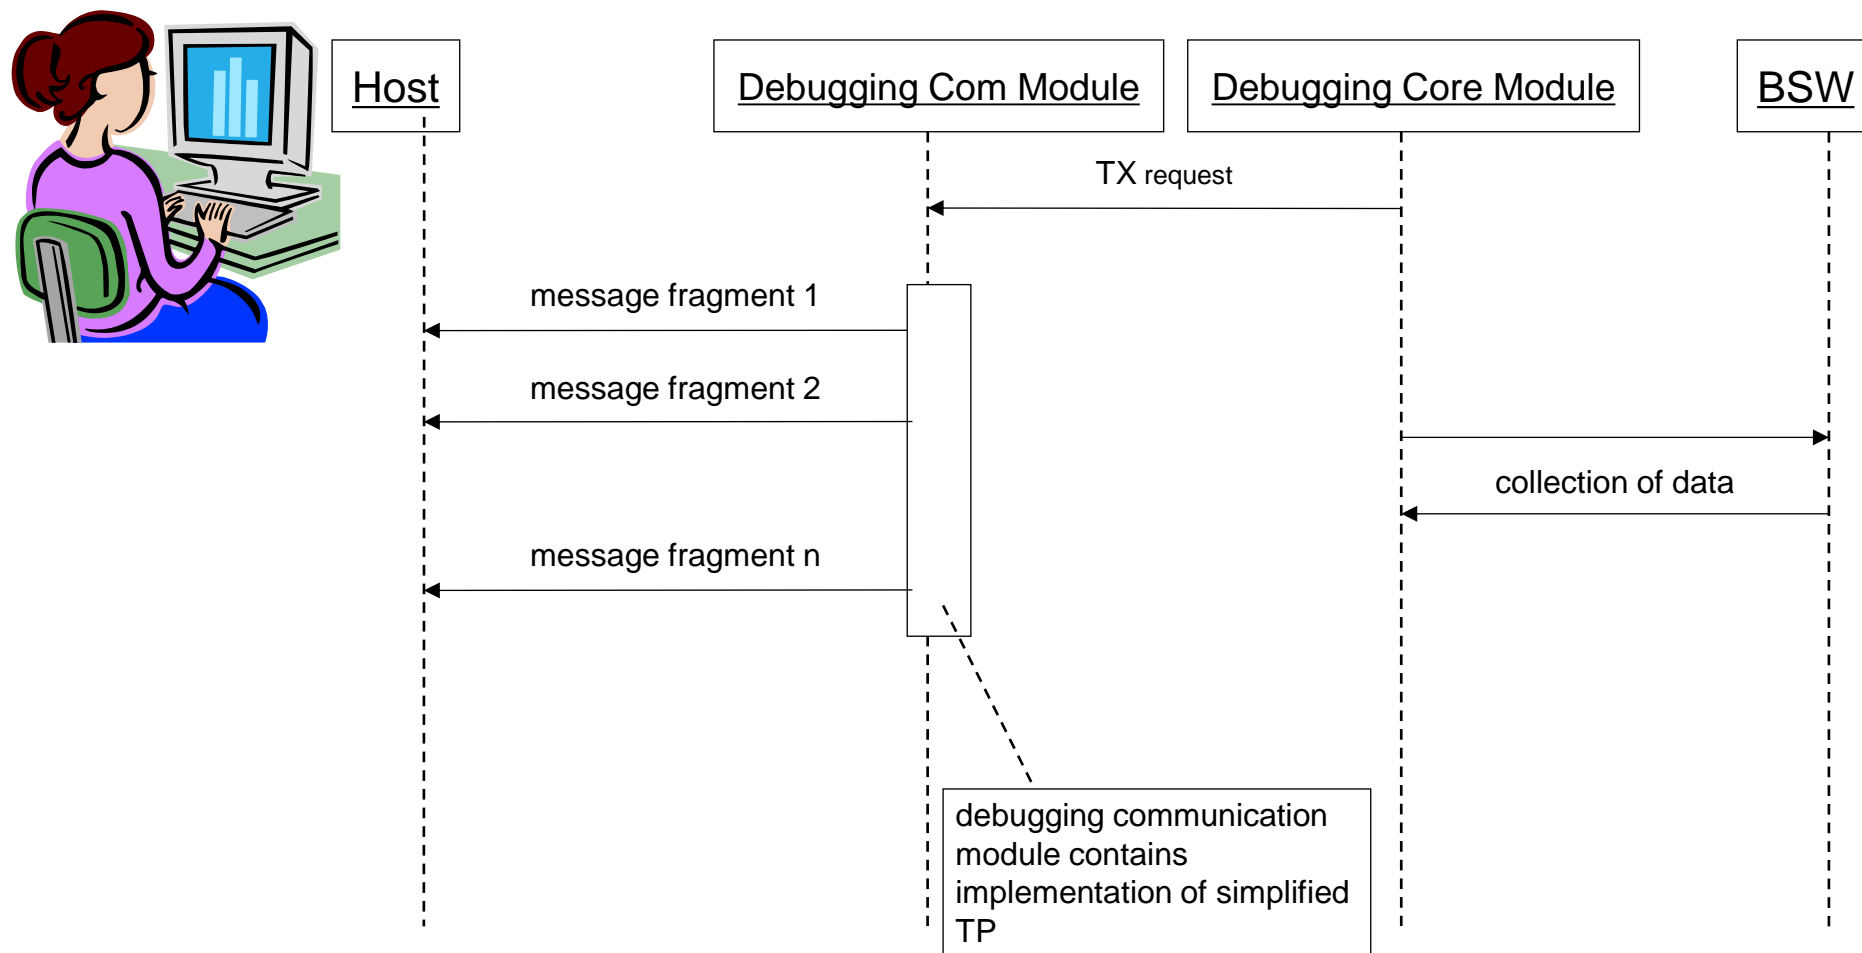 Host
Debugging Com Module
Debugging Core Module
BSW
TX request
message fragment 1
message fragment 2
collection of data
message fragment n
debugging communication
module contains
implementation of simplified
TP